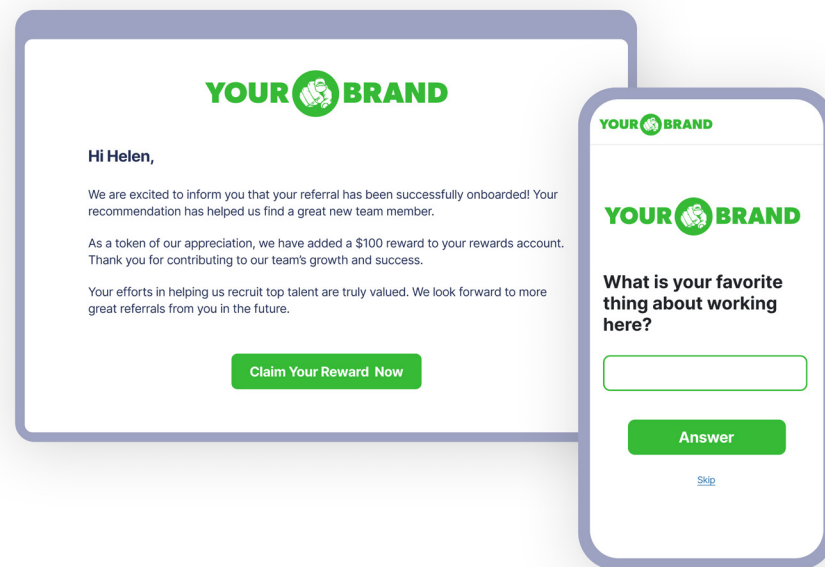 YOUR BRAND
Hi Helen,
We are excited to inform you that your referral has been successfully onboarded! Your
recommendation has helped us find a great new team member.
As a token of our appreciation, we have added a $100 reward to your rewards account.
Thank you for contributing to our team’s growth and success.
Your efforts in helping us recruit top talent are truly valued. We look forward to more
great referrals from you in the future.
Claim Your Reward Now
YOUR BRAND
YOUR BRAND
What is your favorite
thing about working
here?
Answer
Skip